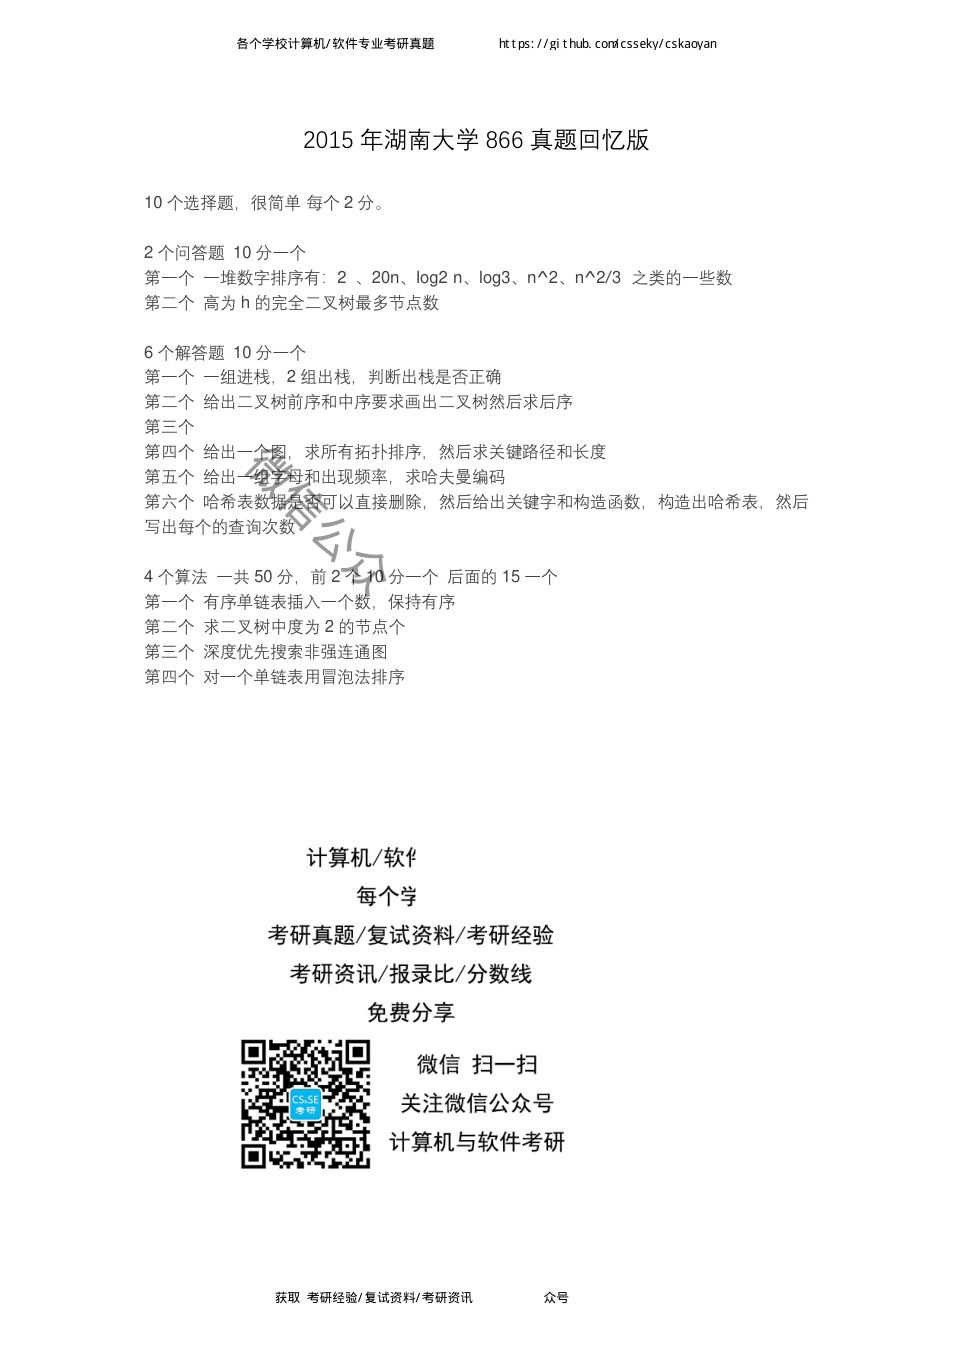 各个学校计算机/软件专业考研真题 https://github.com/csseky/cskaoyan
2015 年湖南大学 866 真题回忆版
10 个选择题，很简单 每个 2 分。
2 个问答题 10 分一个
第一个 一堆数字排序有：2 、20n、log2 n、log3、n^2、n^2/3 之类的一些数
第二个 高为 h 的完全二叉树最多节点数
6 个解答题 10 分一个
第一个 一组进栈，2 组出栈，判断出栈是否正确
第二个 给出二叉树前序和中序要求画出二叉树然后求后序
第三个
第四个 给出一个图，求所有拓扑排序，然后求关键路径和长度
第五个 给出一组字母和出现频率，求哈夫曼编码
第六个 哈希表数据是否可以直接删除，然后给出关键字和构造函数，构造出哈希表，然后
写出每个的查询次数
微信公众
4 个算法 一共 50 分，前 2 个 10 分一个 后面的 15 一个
第一个 有序单链表插入一个数，保持有序
第二个 求二叉树中度为 2 的节点个
第三个 深度优先搜索非强连通图
第四个 对一个单链表用冒泡法排序
计算机/软件
每个学
考研真题/复试资料/考研经验
考研资讯/报录比/分数线
免费分享
CS&SE
考研
微信 扫一扫
关注微信公众号
计算机与软件考研
获取 考研经验/复试资料/考研资讯 众号